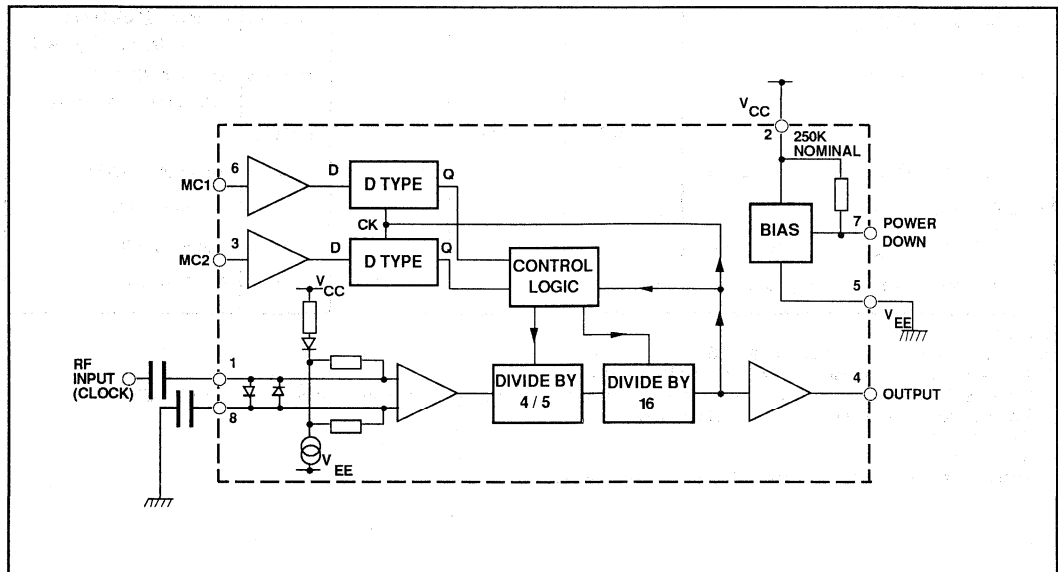 V CC
2
250K
NOMINAL
6
D
D TYPE
Q
MC1
CK
7
POWER
DOWN
BIAS
3
D
D TYPE
Q
MC2
CONTROL
LOGIC
V CC
5
V EE
RF
INPUT
(CLOCK)
1
DIVIDE BY
4 / 5
DIVIDE BY
16
4
OUTPUT
8
V EE